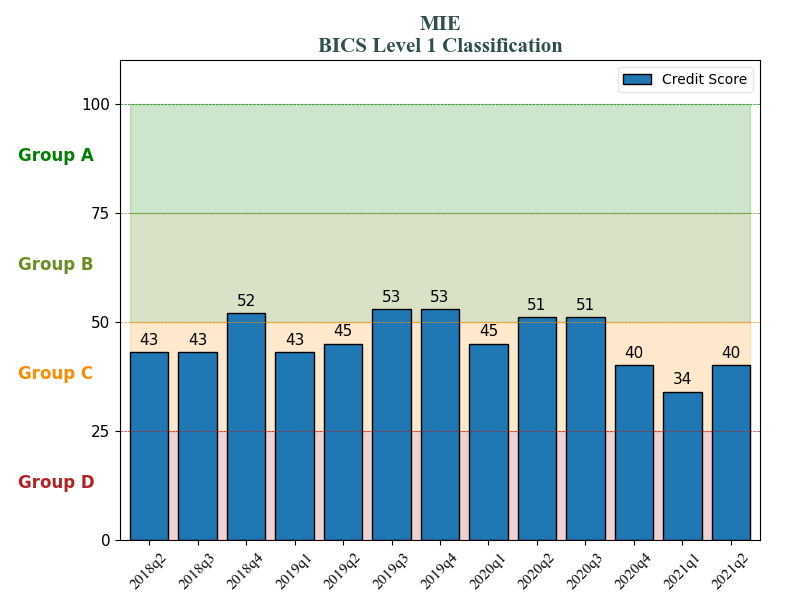 MIE
BICS Level 1 Classification
Credit Score
100
Group A
75
Group B
50
Group C
25
Group D
0
43
43
52
43
45
53
53
45
51
51
40
34
40
2018q2
2018q3
2018q4
2019q1
2019q2
2019q3
2019q4
2020q1
2020q2
2020q3
2020q4
2021q1
2021q2